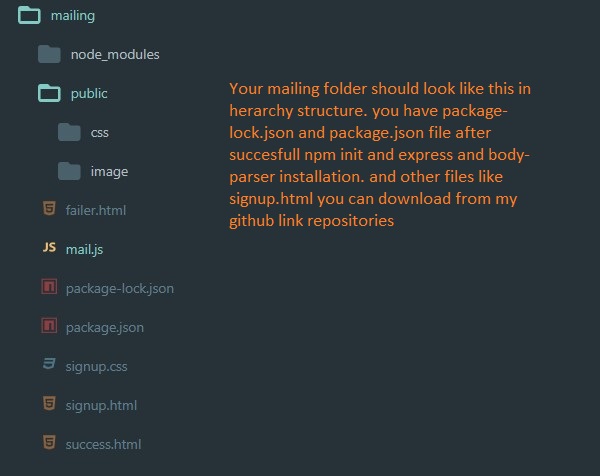 mailing
node_modules
public
css
image
failer.html
JS mail.js
package-lock.json
package.json
signup.css
signup.html
success.html
Your mailing folder should look like this in
herarchy structure. you have package-
lock.json and package.json file after
succesfull npm init and express and body-
parser installation. and other files like
signup.html you can download from my
github link repositories